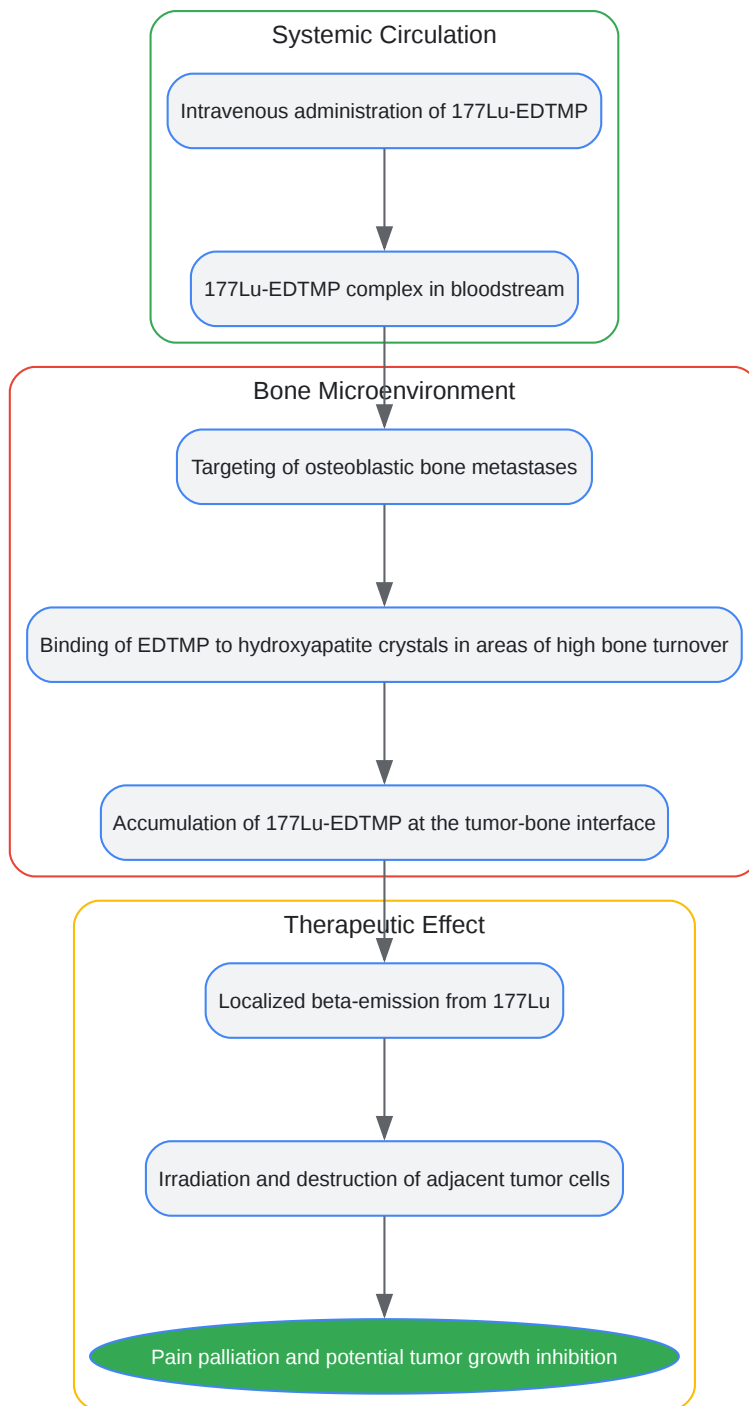 Systemic Circulation
Intravenous administration of 177Lu-EDTMP
177Lu-EDTMP complex in bloodstream
Bone Microenvironment
Targeting of osteoblastic bone metastases
Binding of EDTMP to hydroxyapatite crystals in areas of high bone turnover
Accumulation of 177Lu-EDTMP at the tumor-bone interface
Therapeutic Effect
Localized beta-emission from 177Lu
Irradiation and destruction of adjacent tumor cells
Pain palliation and potential tumor growth inhibition